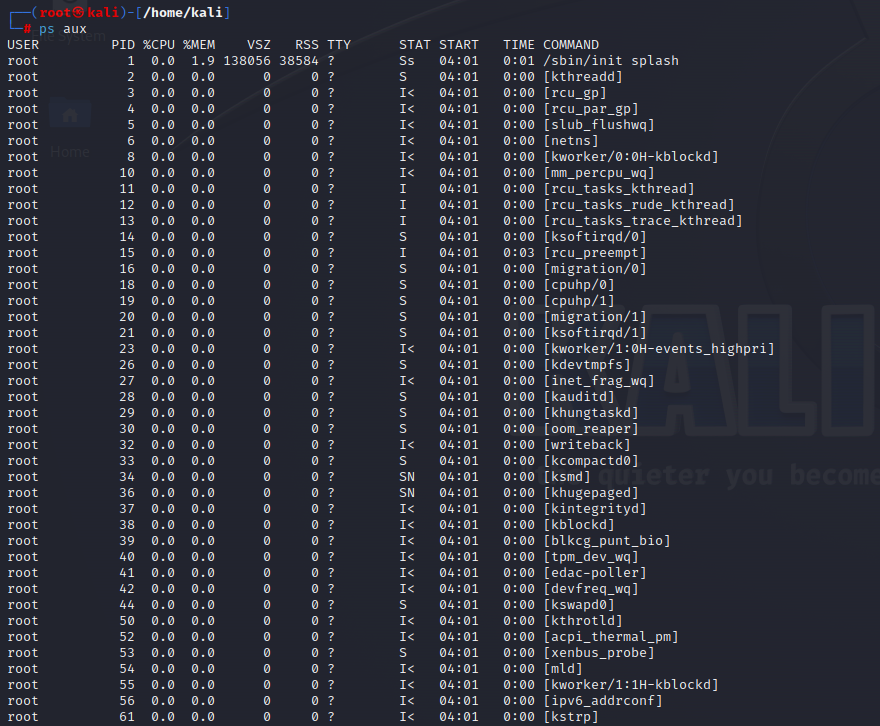 ┌──(root㉿kali)-[/home/kali]
└─# ps aux
USER         PID %CPU %MEM    VSZ   RSS TTY      STAT START   TIME COMMAND
root           1  0.0  1.9 138056 38584 ?        Ss   04:01   0:01 /sbin/init splash
root           2  0.0  0.0      0     0 ?        S    04:01   0:00 [kthreadd]
root           3  0.0  0.0      0     0 ?        I<   04:01   0:00 [rcu_gp]
root           4  0.0  0.0      0     0 ?        I<   04:01   0:00 [rcu_par_gp]
root           5  0.0  0.0      0     0 ?        I<   04:01   0:00 [slub_flushwq]
root           6  0.0  0.0      0     0 ?        I<   04:01   0:00 [netns]
root           8  0.0  0.0      0     0 ?        I<   04:01   0:00 [kworker/0:0H-kblockd]
root          10  0.0  0.0      0     0 ?        I<   04:01   0:00 [mm_percpu_wq]
root          11  0.0  0.0      0     0 ?        I    04:01   0:00 [rcu_tasks_kthread]
root          12  0.0  0.0      0     0 ?        I    04:01   0:00 [rcu_tasks_rude_kthread]
root          13  0.0  0.0      0     0 ?        I    04:01   0:00 [rcu_tasks_trace_kthread]
root          14  0.0  0.0      0     0 ?        S    04:01   0:00 [ksoftirqd/0]
root          15  0.0  0.0      0     0 ?        I    04:01   0:03 [rcu_preempt]
root          16  0.0  0.0      0     0 ?        S    04:01   0:00 [migration/0]
root          18  0.0  0.0      0     0 ?        S    04:01   0:00 [cpuhp/0]
root          19  0.0  0.0      0     0 ?        S    04:01   0:00 [cpuhp/1]
root          20  0.0  0.0      0     0 ?        S    04:01   0:00 [migration/1]
root          21  0.0  0.0      0     0 ?        S    04:01   0:00 [ksoftirqd/1]
root          23  0.0  0.0      0     0 ?        I<   04:01   0:00 [kworker/1:0H-events_highpri]
root          26  0.0  0.0      0     0 ?        S    04:01   0:00 [kdevtmpfs]
root          27  0.0  0.0      0     0 ?        I<   04:01   0:00 [inet_frag_wq]
root          28  0.0  0.0      0     0 ?        S    04:01   0:00 [kauditd]
root          29  0.0  0.0      0     0 ?        S    04:01   0:00 [khungtaskd]
root          30  0.0  0.0      0     0 ?        S    04:01   0:00 [oom_reaper]
root          32  0.0  0.0      0     0 ?        I<   04:01   0:00 [writeback]
root          33  0.0  0.0      0     0 ?        S    04:01   0:00 [kcompactd0]
root          34  0.0  0.0      0     0 ?        SN   04:01   0:00 [ksmd]
root          36  0.0  0.0      0     0 ?        SN   04:01   0:00 [khugepaged]
root          37  0.0  0.0      0     0 ?        I<   04:01   0:00 [kintegrityd]
root          38  0.0  0.0      0     0 ?        I<   04:01   0:00 [kblockd]
root          39  0.0  0.0      0     0 ?        I<   04:01   0:00 [blkcg_punt_bio]
root          40  0.0  0.0      0     0 ?        I<   04:01   0:00 [tpm_dev_wq]
root          41  0.0  0.0      0     0 ?        I<   04:01   0:00 [edac-poller]
root          42  0.0  0.0      0     0 ?        I<   04:01   0:00 [devfreq_wq]
root          44  0.0  0.0      0     0 ?        S    04:01   0:00 [kswapd0]
root          50  0.0  0.0      0     0 ?        I<   04:01   0:00 [kthrotld]
root          52  0.0  0.0      0     0 ?        I<   04:01   0:00 [acpi_thermal_pm]
root          53  0.0  0.0      0     0 ?        S    04:01   0:00 [xenbus_probe]
root          54  0.0  0.0      0     0 ?        I<   04:01   0:00 [mld]
root          55  0.0  0.0      0     0 ?        I<   04:01   0:00 [kworker/1:1H-kblockd]
root          56  0.0  0.0      0     0 ?        I<   04:01   0:00 [ipv6_addrconf]
root          61  0.0  0.0      0     0 ?        I<   04:01   0:00 [kstrp]
System
Home
KALI
quieter you become